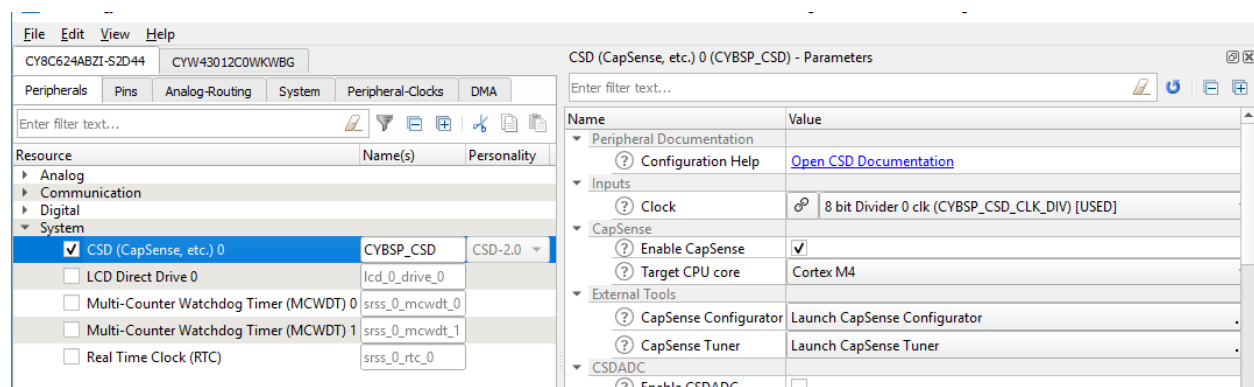 File Edit View Help
CY8C624ABZI-S2D44 CYW43012C0WKWBG
Peripherals Pins Analog-Routing System Peripheral-Clocks DMA
Enter filter text...
Resource Name(s) Personality
Analog
Communication
Digital
System
CSD (CapSense, etc.) 0 CYBSP_CSD CSD-2.0
LCD Direct Drive 0 lcd_0_drive_0
Multi-Counter Watchdog Timer (MCWDT) 0 srss_0_mcwdt_0
Multi-Counter Watchdog Timer (MCWDT) 1 srss_0_mcwdt_1
Real Time Clock (RTC) srss_0_rtc_0
CSD (CapSense, etc.) 0 (CYBSP_CSD) - Parameters
Enter filter text...
Name Value
Peripheral Documentation
Configuration Help Open CSD Documentation
Inputs
Clock 8 bit Divider 0 clk (CYBSP_CSD_CLK_DIV) [USED]
CapSense
Enable CapSense
Target CPU core Cortex M4
External Tools
CapSense Configurator Launch CapSense Configurator
CapSense Tuner Launch CapSense Tuner
CSDADC
Enable CSDADC